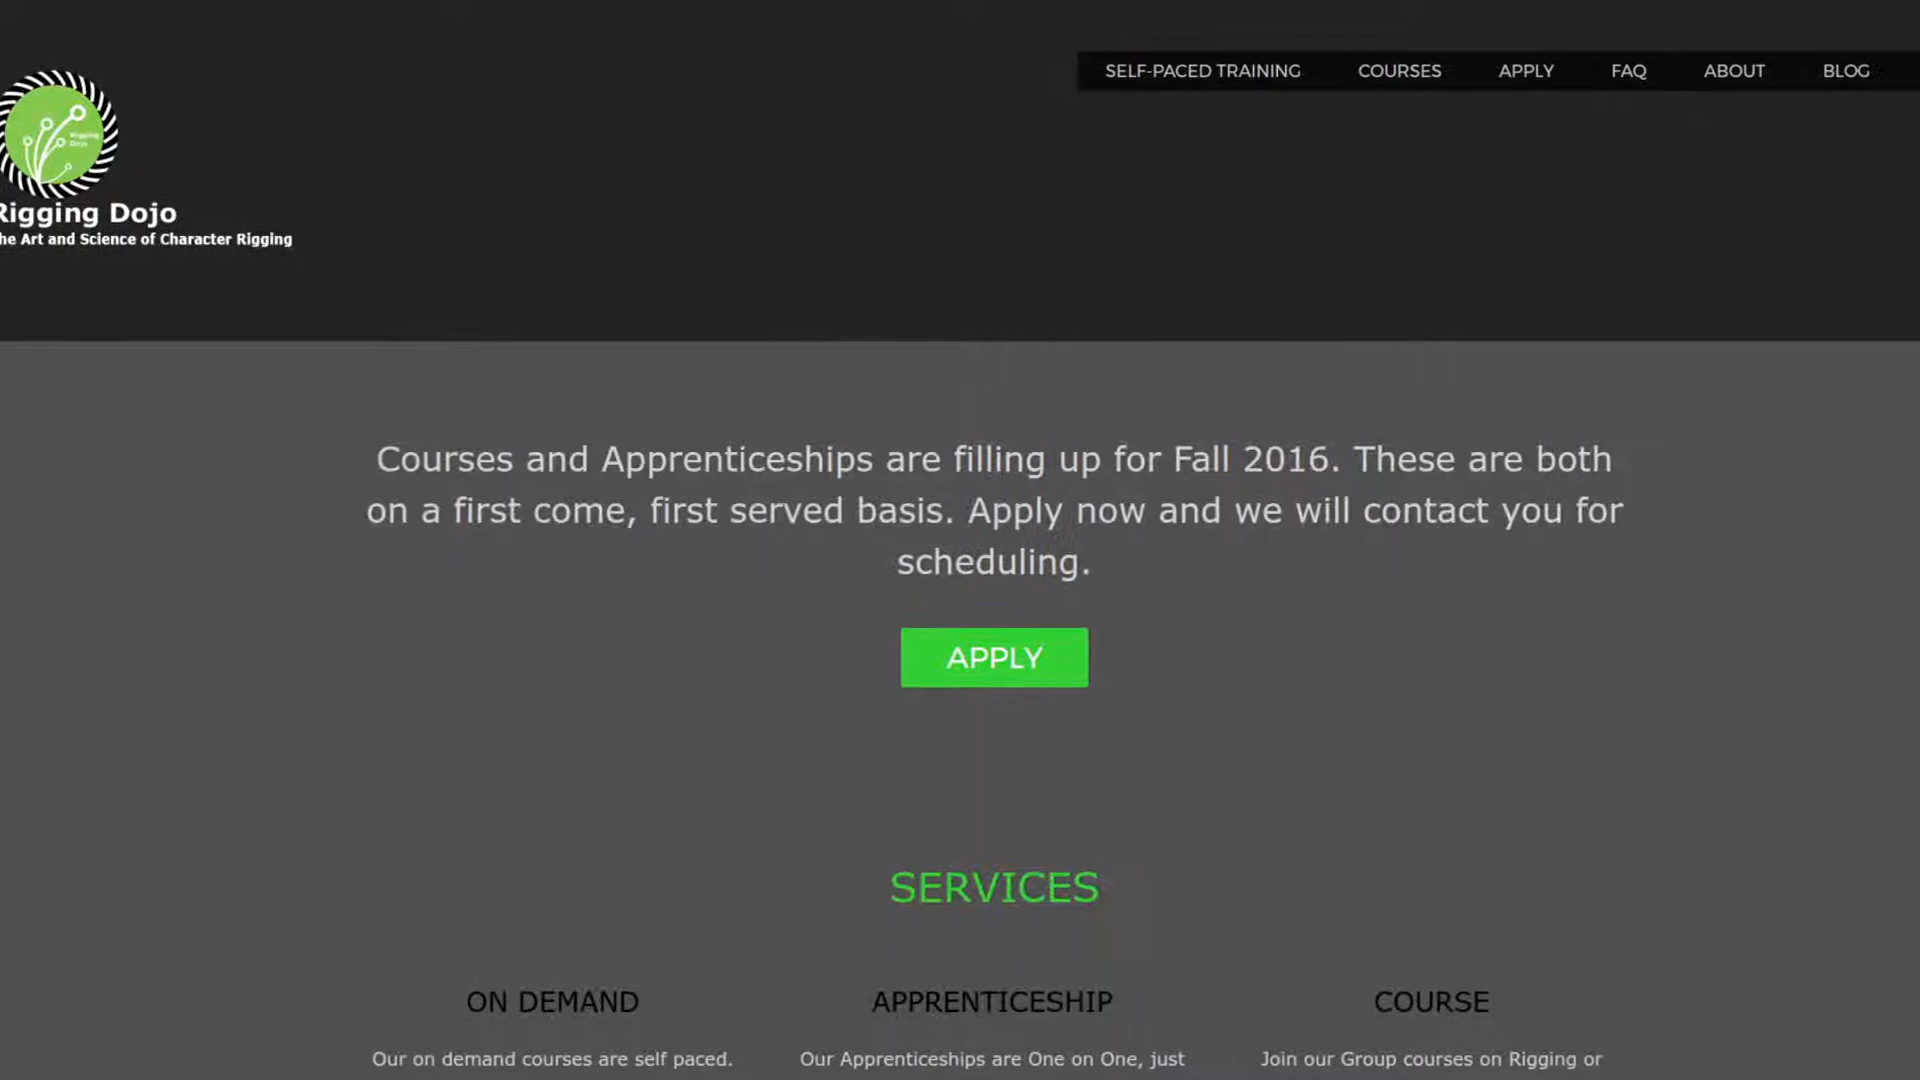 SELF-PACED TRAINING COURSES APPLY FAQ ABOUT BLOG
Rigging
Dojo
Rigging Dojo
he Art and Science of Character Rigging
Courses and Apprenticeships are filling up for Fall 2016. These are both
on a first come, first served basis. Apply now and we will contact you for
scheduling.
APPLY
SERVICES
ON DEMAND
Our on demand courses are self paced.
APPRENTICESHIP
Our Apprenticeships are One on One, just
COURSE
Join our Group courses on Rigging or